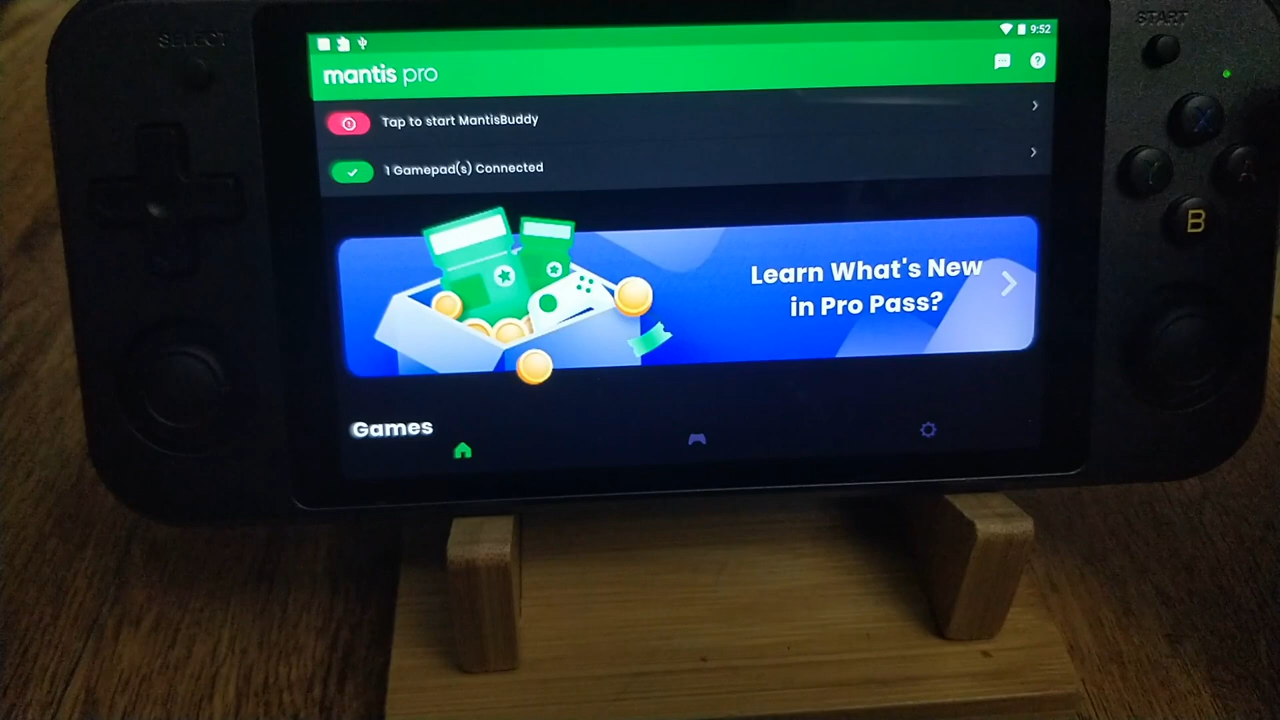 SELECT
START
9:52
mantis pro
Tap to start MantisBuddy
1 Gamepad(s) Connected
Learn What's New
in Pro Pass?
Games
X
Y
A
B